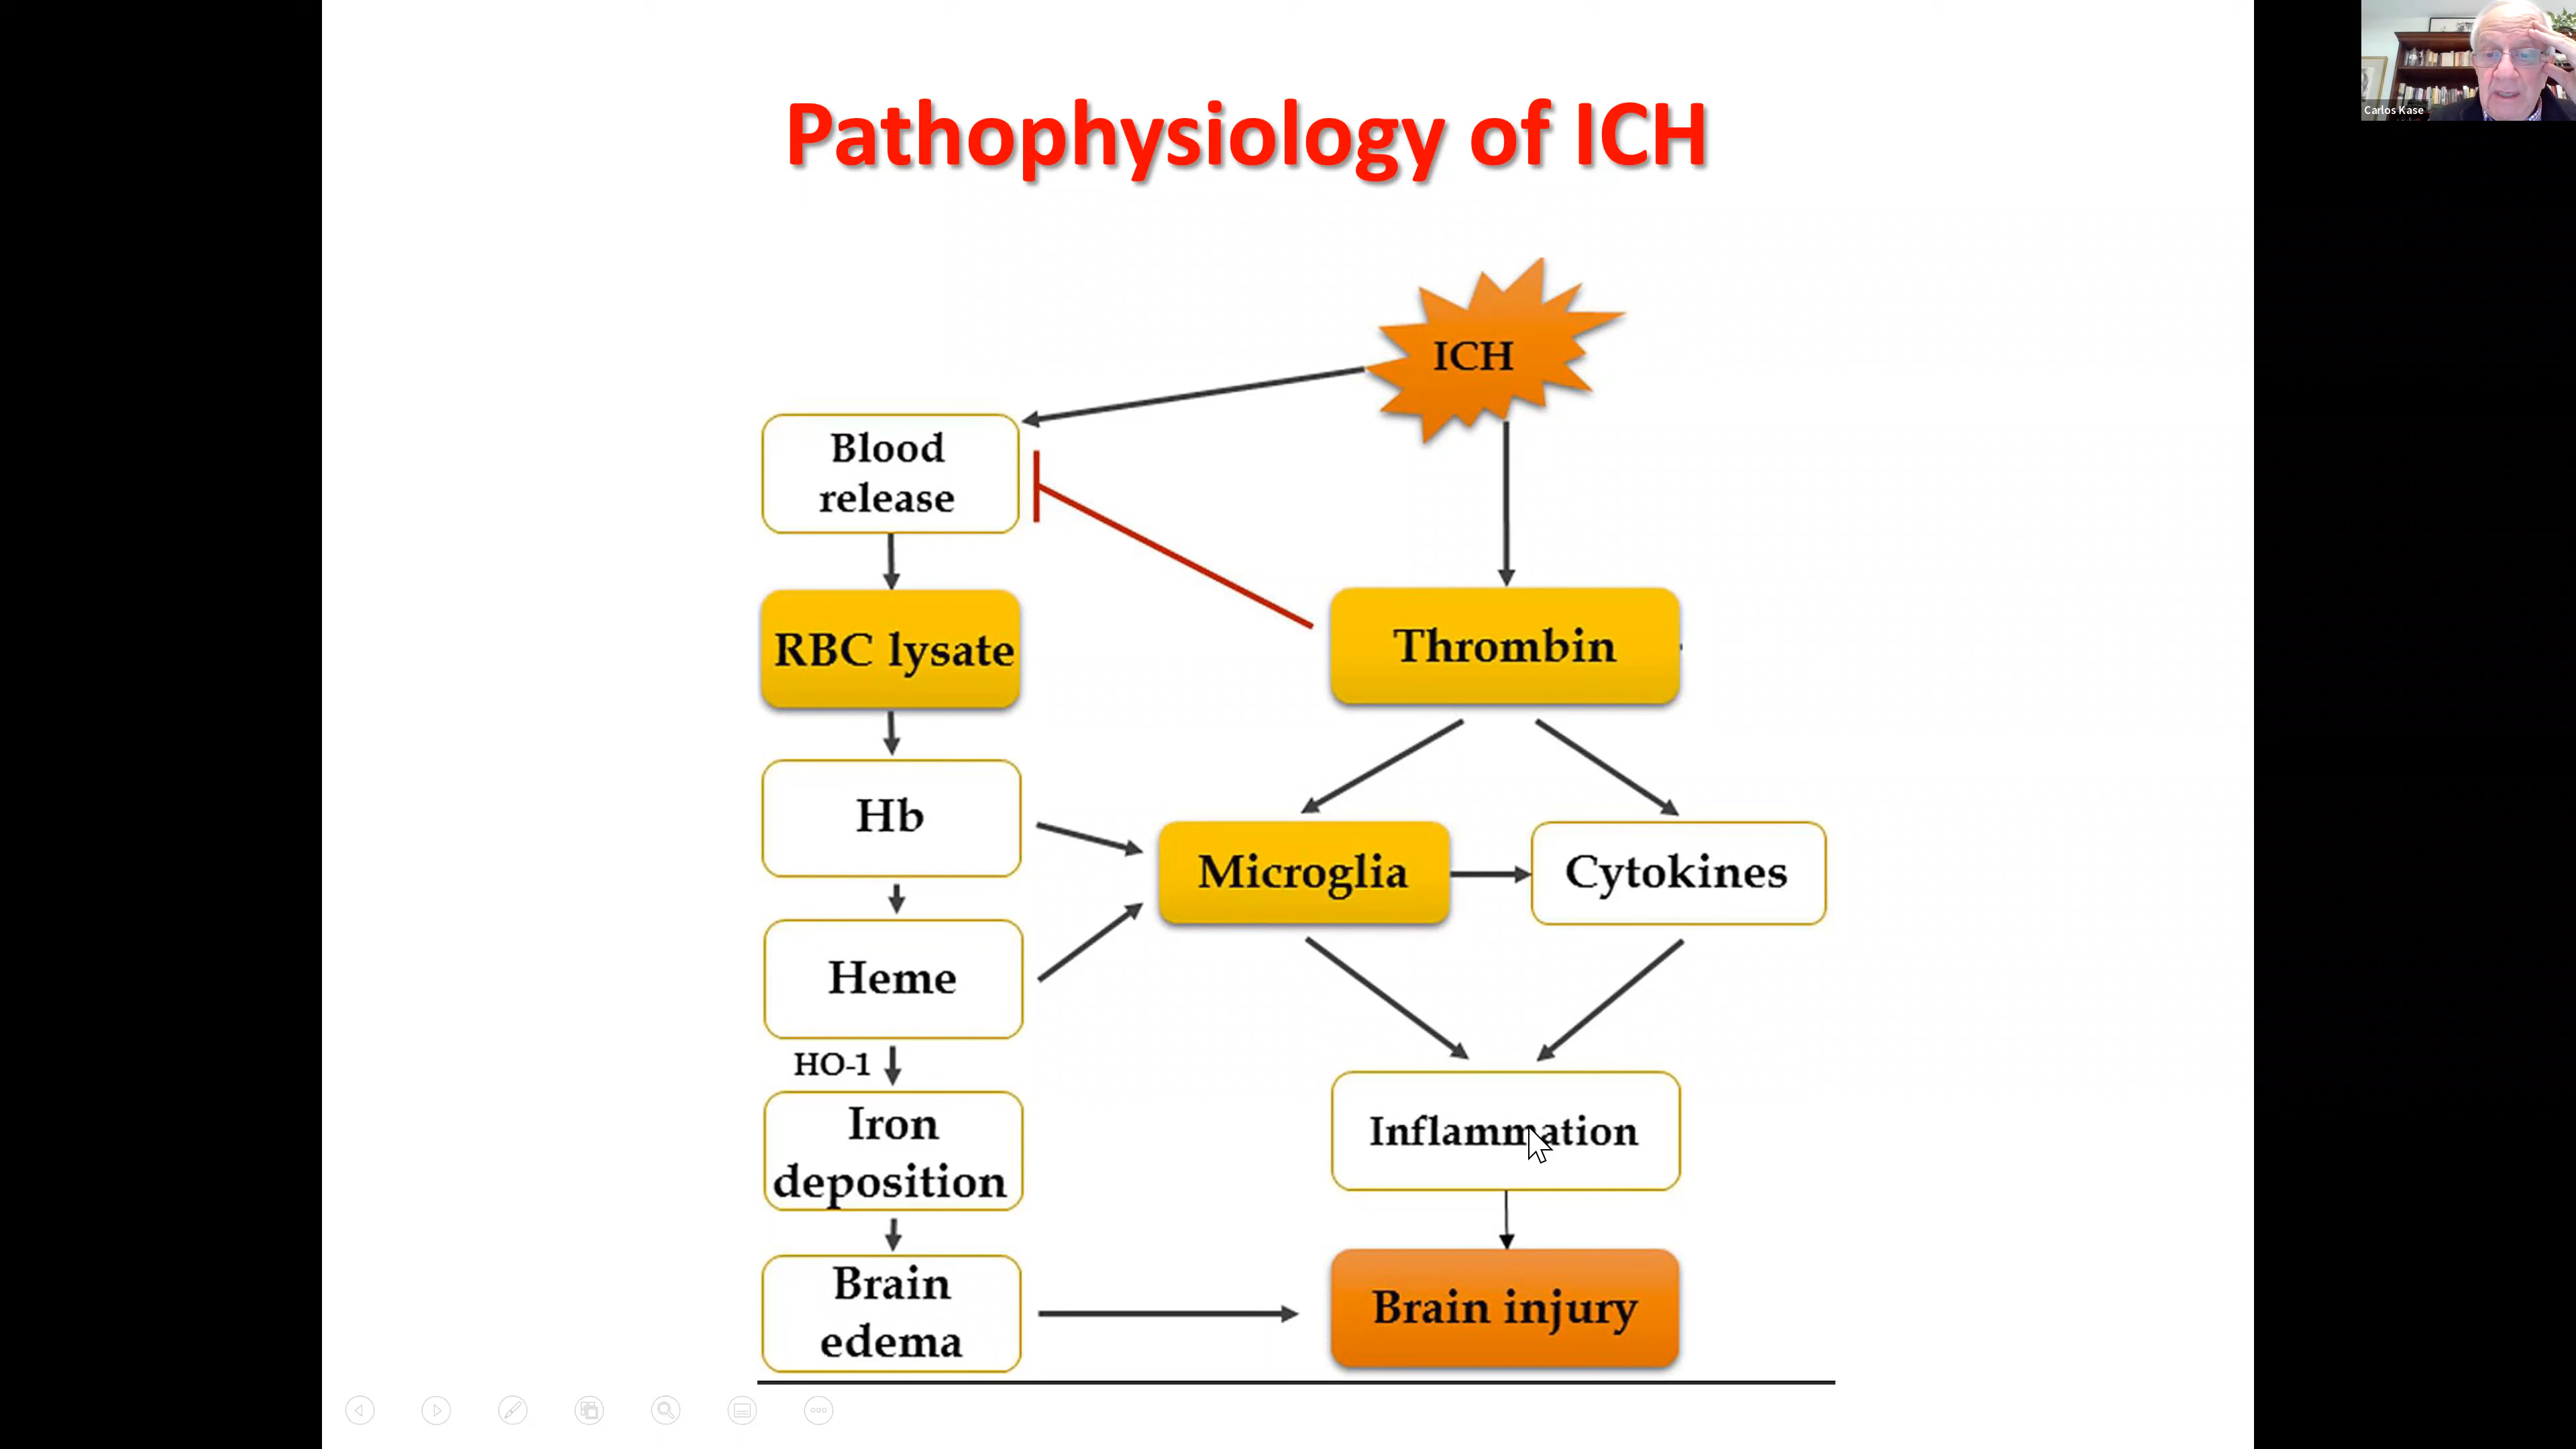 Pathophysiology of ICH
Carlos Kase
ICH
Blood
release
RBC lysate
Thrombin
Hb
Microglia
Cytokines
Heme
HO-1
Iron
deposition
Inflammation
Brain
edema
Brain injury